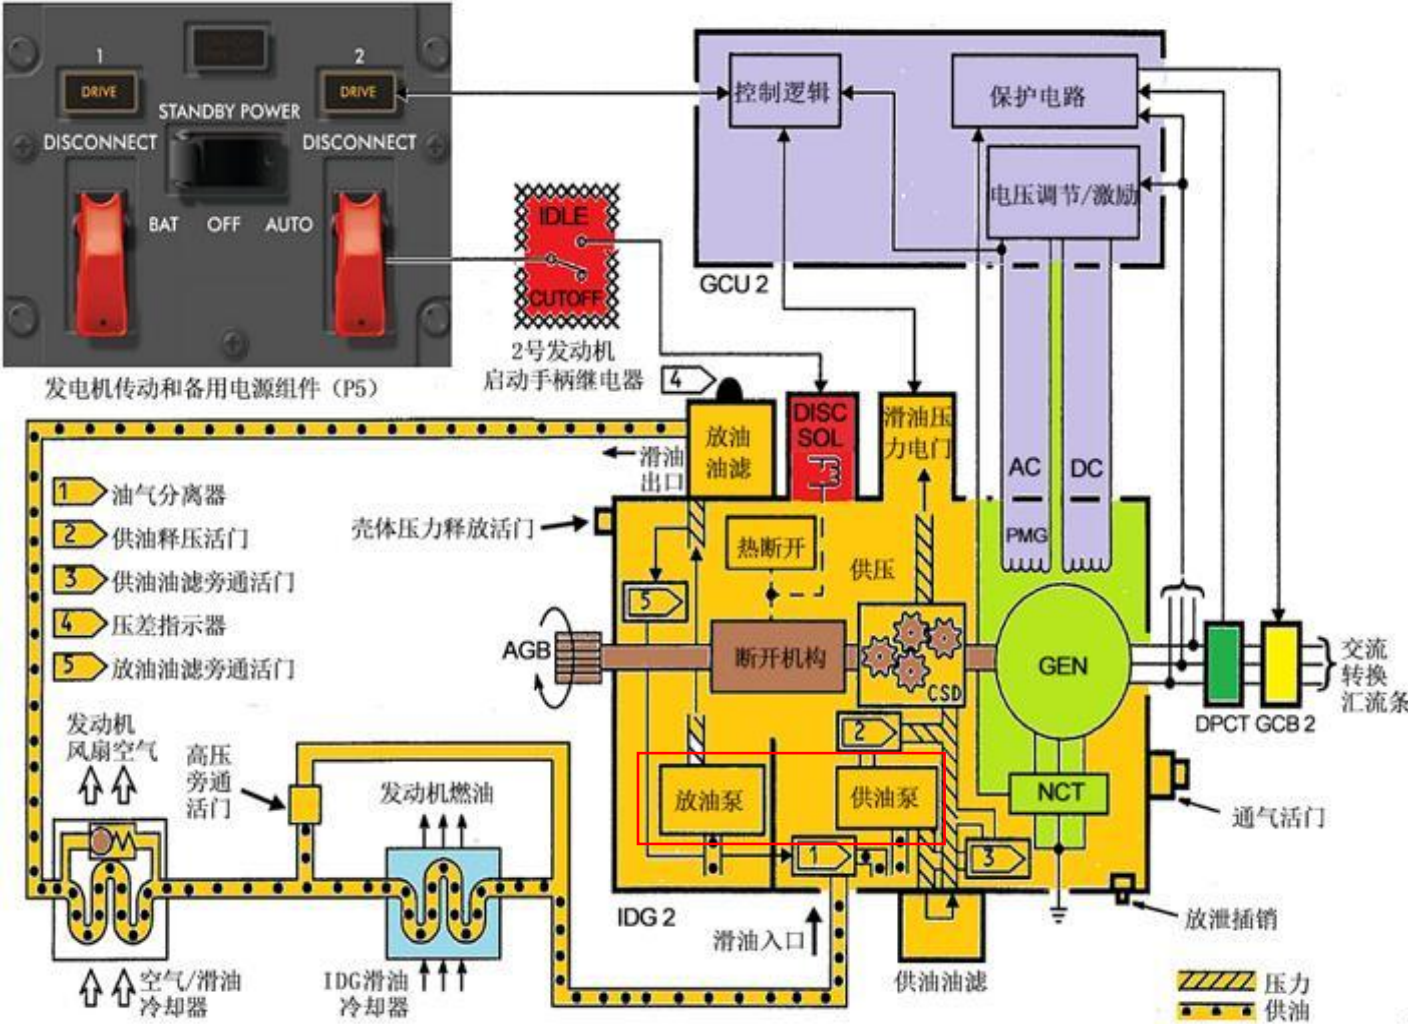 1
2
DRIVE
DRIVE
STANDBY POWER
DISCONNECT
DISCONNECT
BAT
OFF
AUTO
发电机传动和备用电源组件（P5）
IDLE
CUTOFF
2号发动机
启动手柄继电器
控制逻辑
保护电路
电压调节/激励
GCU 2
4
放油
油滤
DISC
SOL
滑油压
力电门
AC
DC
PMG
滑油
出口
1 油气分离器
2 供油释压活门
3 供油油滤旁通活门
4 压差指示器
5 放油油滤旁通活门
壳体压力释放活门
热断开
供压
5
AGB
断开机构
CSD
GEN
交流
转换
汇流条
DPCT
GCB 2
发动机
风扇空气
高压
旁通
活门
发动机燃油
2
放油泵
供油泵
NCT
通气活门
1
3
IDG 2
滑油入口
放泄插销
供油油滤
空气/滑油
冷却器
IDG滑油
冷却器
压力
供油